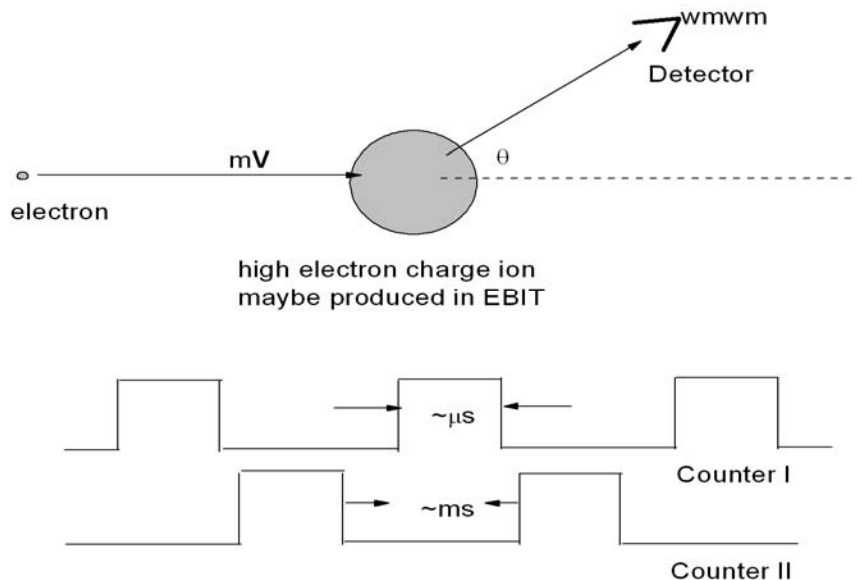 wmwm
Detector
mV
θ
electron
high electron charge ion
maybe produced in EBIT
~μs
Counter I
~ms
Counter II